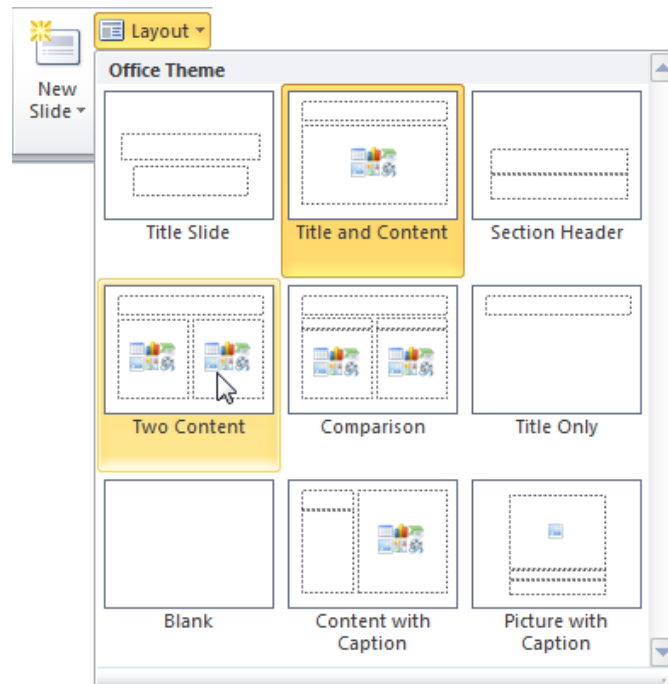 Layout
New
Slide
Office Theme
Title Slide
Title and Content
Section Header
Two Content
Comparison
Title Only
Blank
Content with
Caption
Picture with
Caption